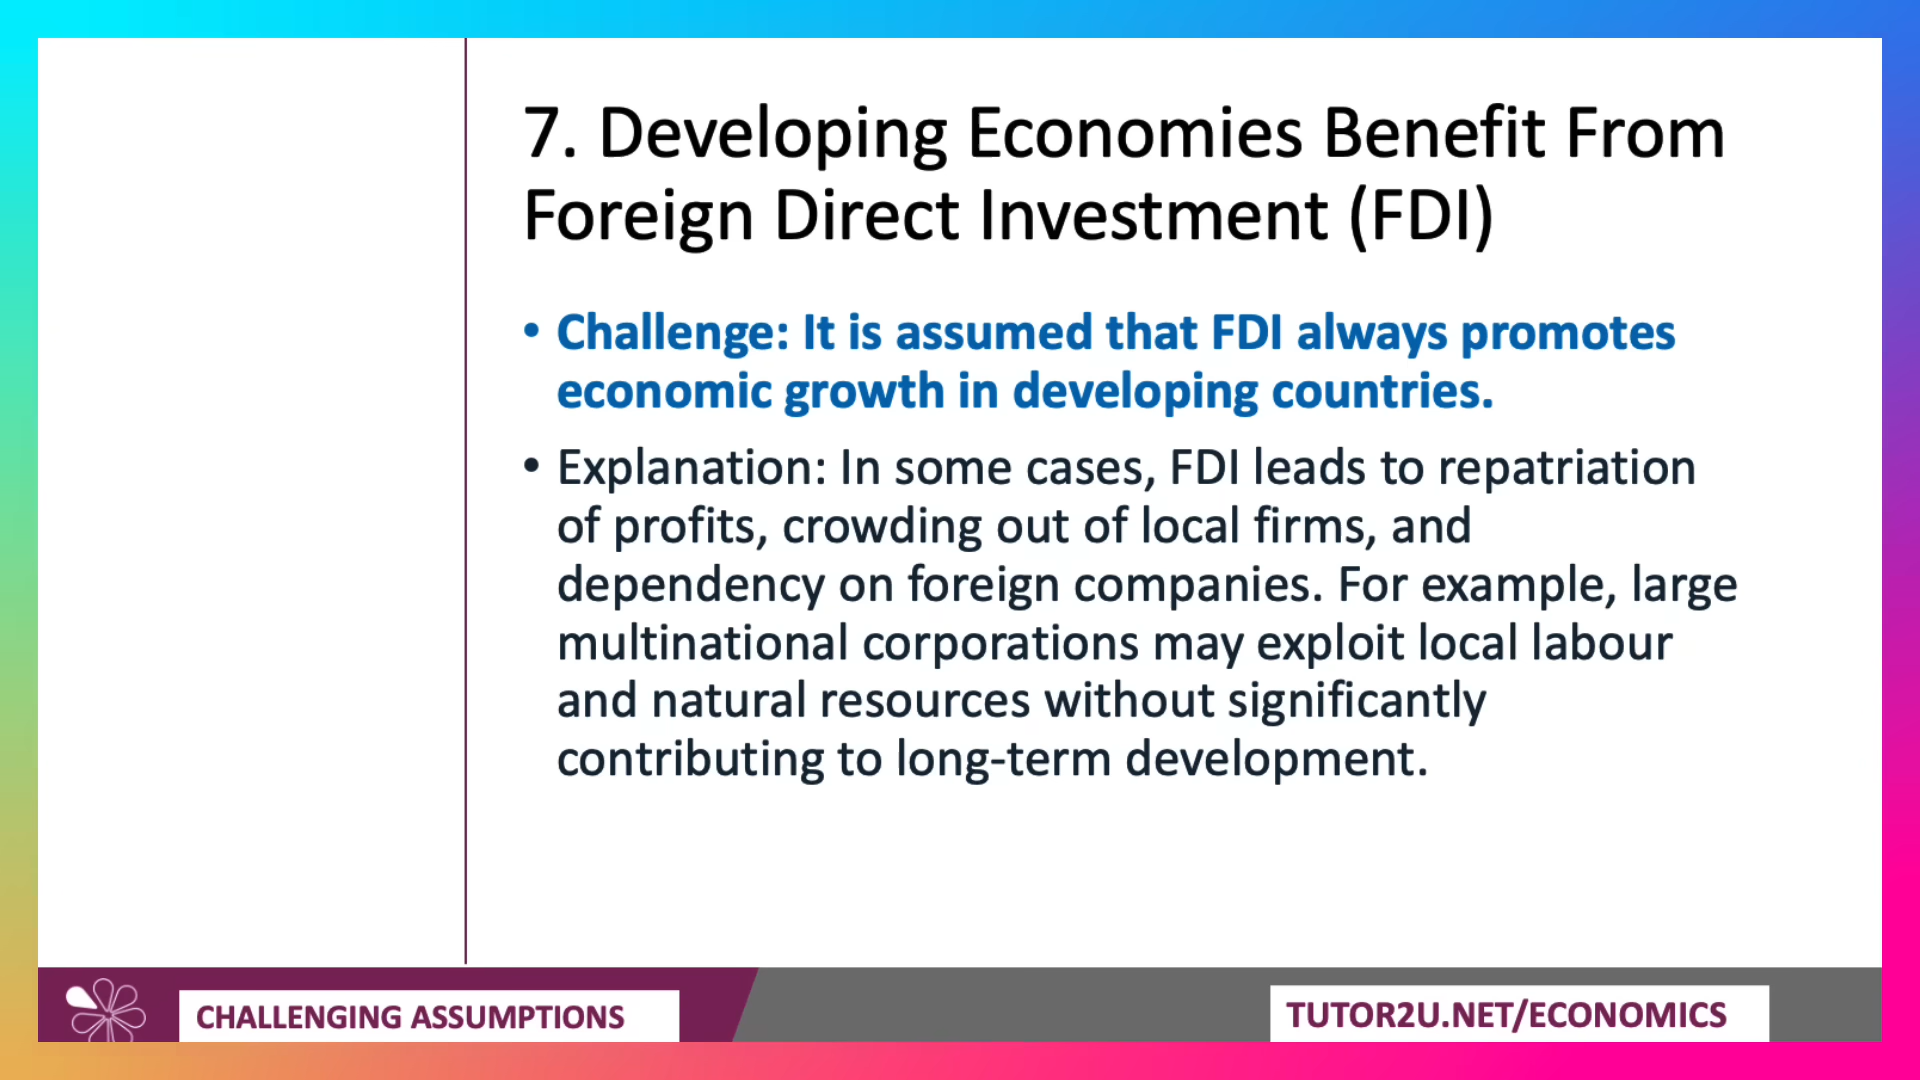 7. Developing Economies Benefit From
Foreign Direct Investment (FDI)
• Challenge: It is assumed that FDI always promotes
economic growth in developing countries.
• Explanation: In some cases, FDI leads to repatriation
of profits, crowding out of local firms, and
dependency on foreign companies. For example, large
multinational corporations may exploit local labour
and natural resources without significantly
contributing to long-term development.
CHALLENGING ASSUMPTIONS
TUTOR2U.NET/ECONOMICS